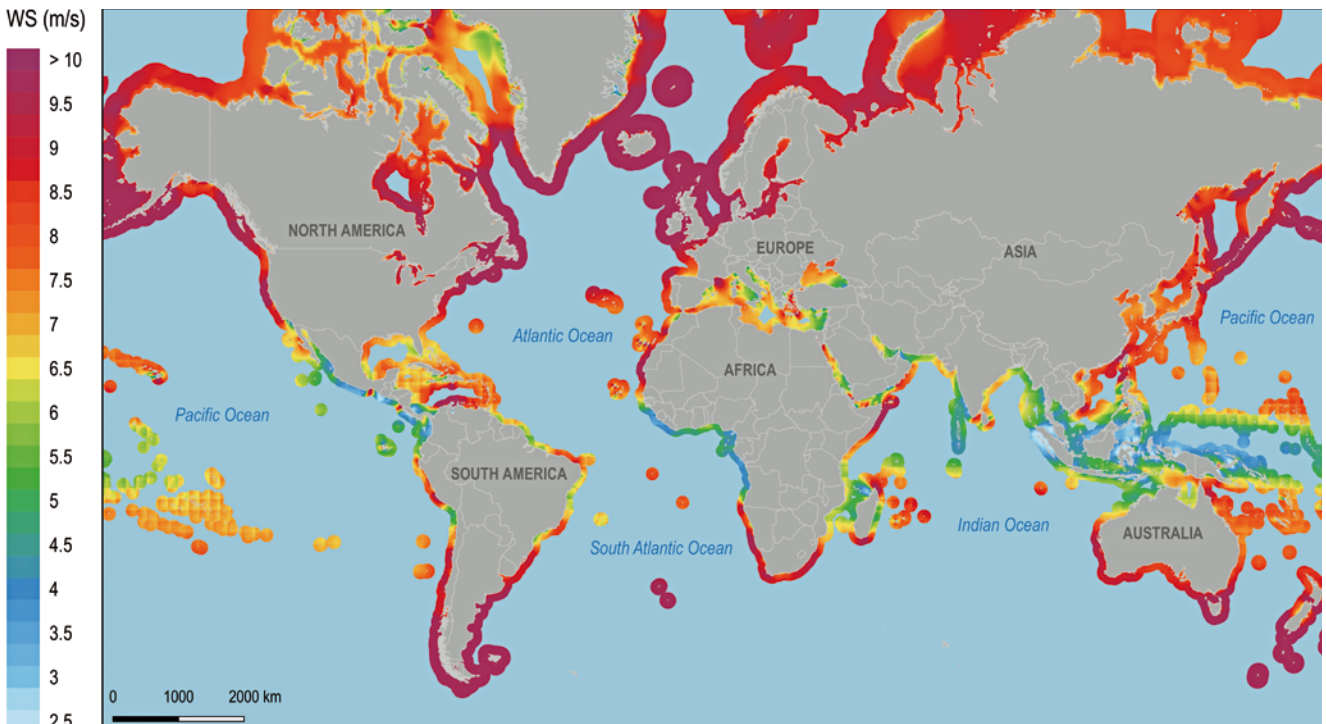 WS (m/s)
> 10
9.5
9
8.5
8
7.5
7
6.5
6
5.5
5
4.5
4
3.5
3
2.5
NORTH AMERICA
EUROPE
ASIA
Atlantic Ocean
Pacific Ocean
AFRICA
Pacific Ocean
SOUTH AMERICA
Indian Ocean
AUSTRALIA
South Atlantic Ocean
0 1000 2000 km